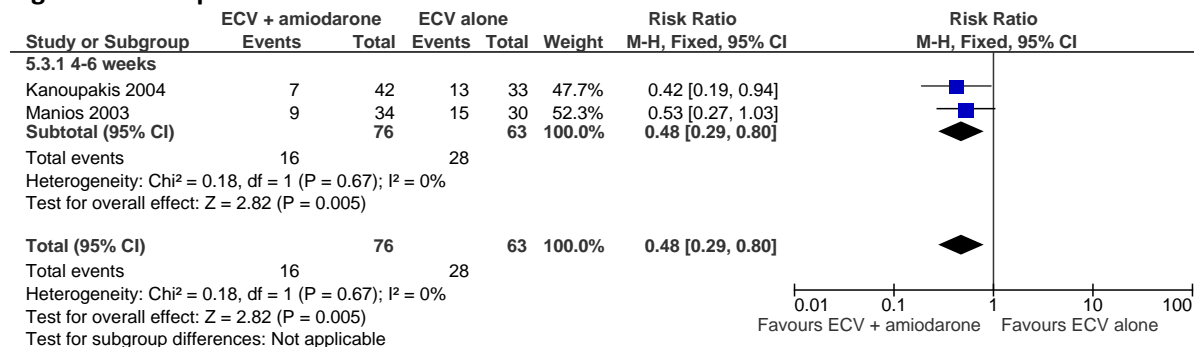 ECV + amiodarone ECV alone Risk Ratio Risk Ratio
Study or Subgroup Events Total Events Total Weight M-H, Fixed, 95% CI M-H, Fixed, 95% CI
5.3.1 4-6 weeks
Kanoupakis 2004 7 42 13 33 47.7% 0.42 [0.19, 0.94]
Manios 2003 9 34 15 30 52.3% 0.53 [0.27, 1.03]
Subtotal (95% CI) 76 63 100.0% 0.48 [0.29, 0.80]
Total events 16 28
Heterogeneity: Chi² = 0.18, df = 1 (P = 0.67); I² = 0%
Test for overall effect: Z = 2.82 (P = 0.005)
Total (95% CI) 76 63 100.0% 0.48 [0.29, 0.80]
Total events 16 28
Heterogeneity: Chi² = 0.18, df = 1 (P = 0.67); I² = 0%
Test for overall effect: Z = 2.82 (P = 0.005)
Test for subgroup differences: Not applicable
0.01 0.1 1 10 100
Favours ECV + amiodarone Favours ECV alone